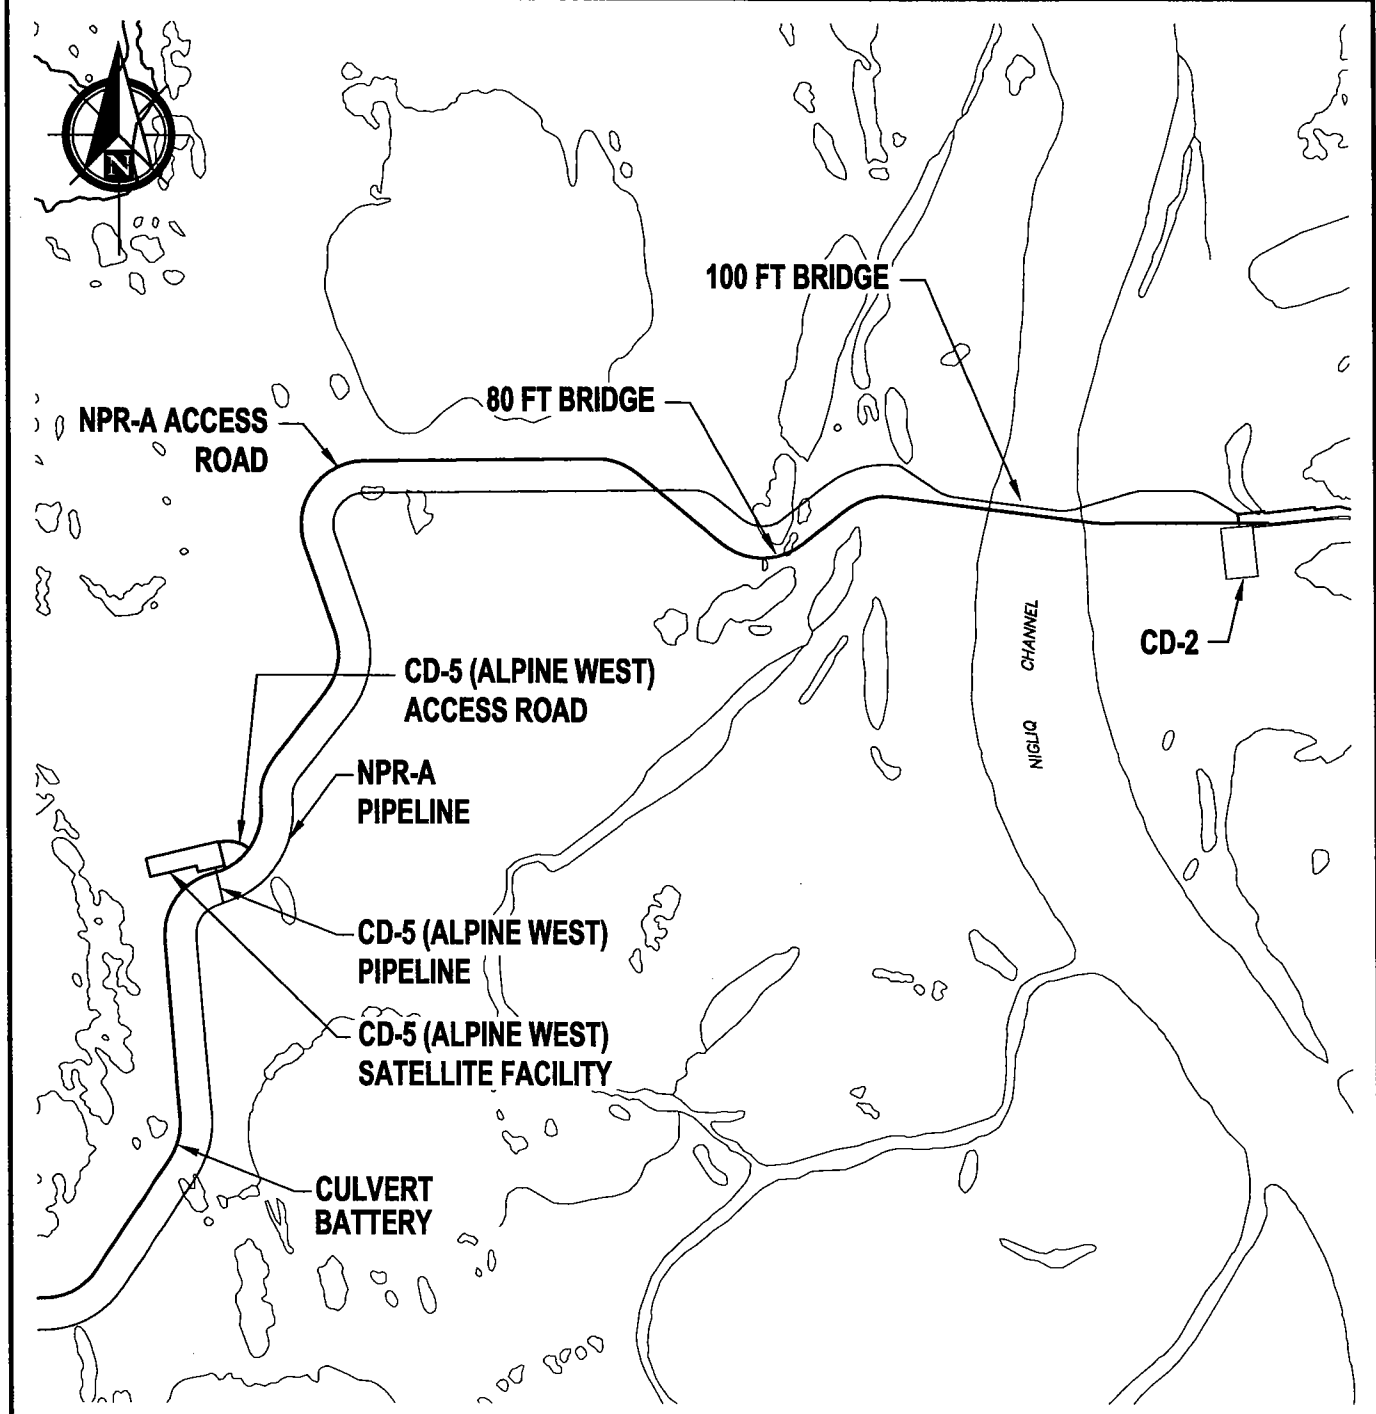 N
100 FT BRIDGE
80 FT BRIDGE
NPR-A ACCESS
ROAD
CD-2
NIGLIQ CHANNEL
CD-5 (ALPINE WEST)
ACCESS ROAD
NPR-A
PIPELINE
CD-5 (ALPINE WEST)
PIPELINE
CD-5 (ALPINE WEST)
SATELLITE FACILITY
CULVERT
BATTERY